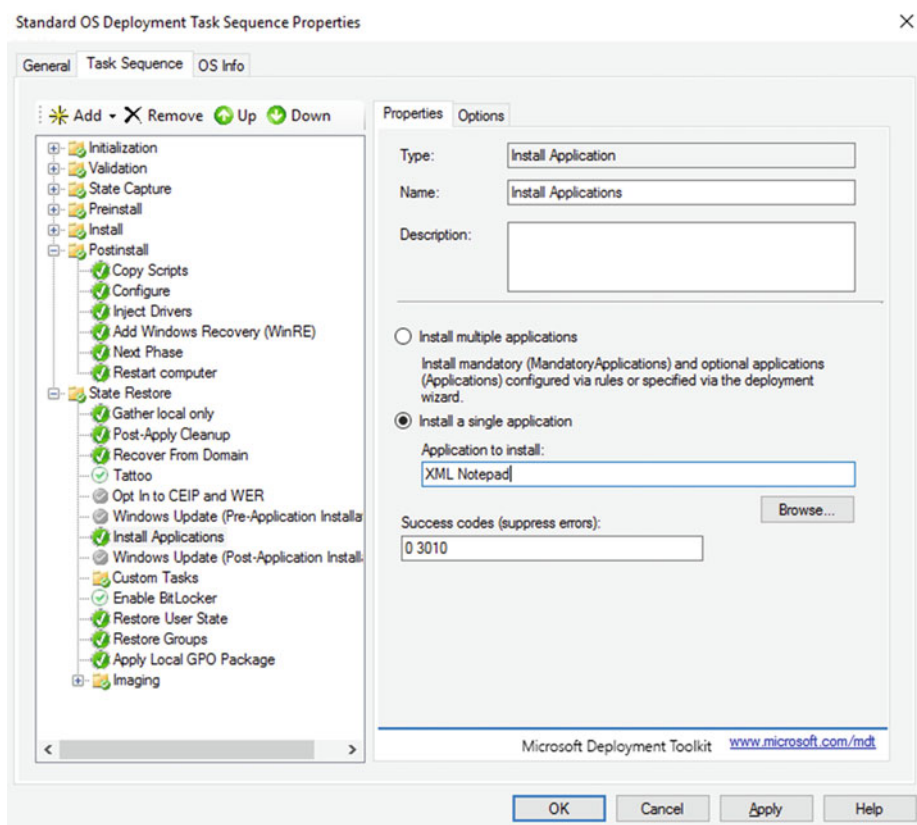 Standard OS Deployment Task Sequence Properties
General Task Sequence OS Info
Add Remove Up Down
Initialization
Validation
State Capture
Preinstall
Install
Postinstall
Copy Scripts
Configure
Inject Drivers
Add Windows Recovery (WinRE)
Next Phase
Restart computer
State Restore
Gather local only
Post-Apply Cleanup
Recover From Domain
Tattoo
Opt In to CEIP and WER
Windows Update (Pre-Application Installa
Install Applications
Windows Update (Post-Application Install
Custom Tasks
Enable BitLocker
Restore User State
Restore Groups
Apply Local GPO Package
Imaging
Properties Options
Type: Install Application
Name: Install Applications
Description:
Install multiple applications
Install mandatory (MandatoryApplications) and optional applications
(Applications) configured via rules or specified via the deployment
wizard.
Install a single application
Application to install:
XML Notepad
Browse...
Success codes (suppress errors):
0 3010
Microsoft Deployment Toolkit www.microsoft.com/mdt
OK Cancel Apply Help